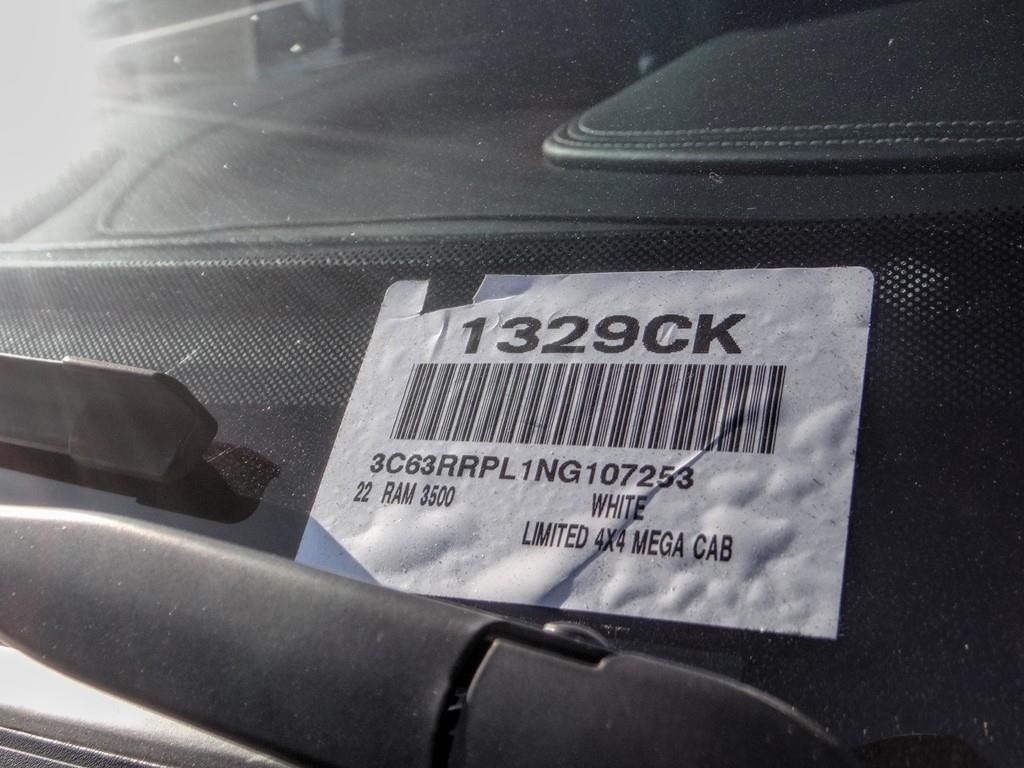 1329CK
3C63RRPL1NG107253
22 RAM 3500 WHITE
LIMITED 4X4 MEGA CAB